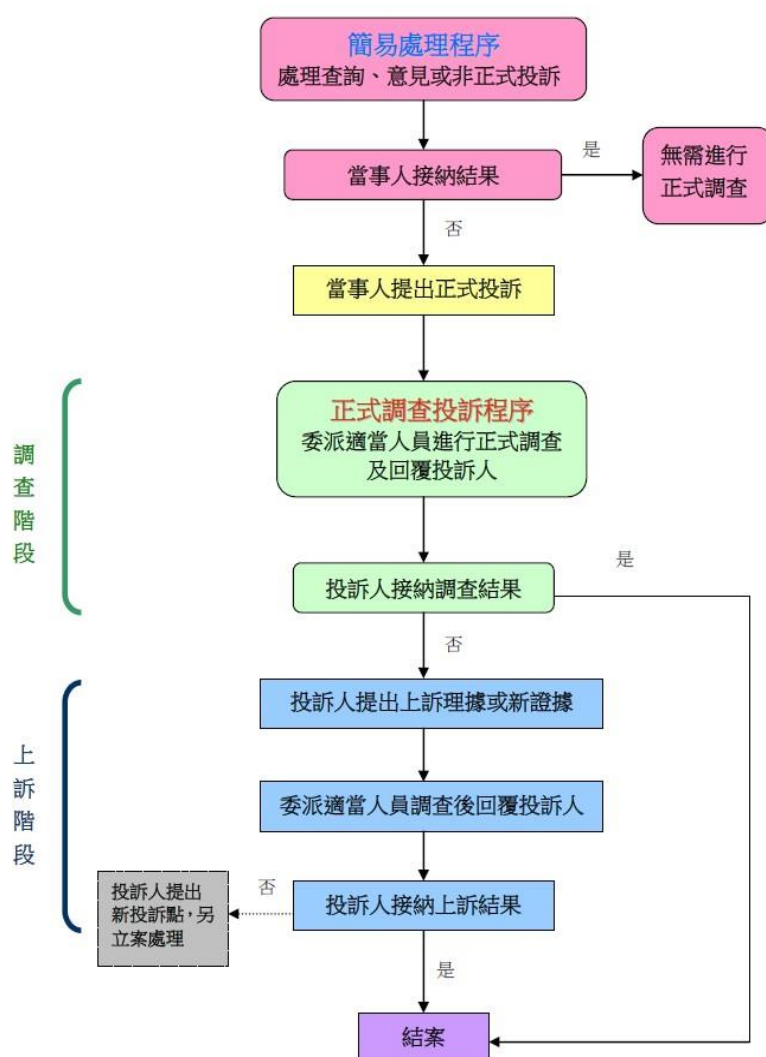 簡易處理程序
處理查詢、意見或非正式投訴
是
當事人接納結果
無需進行
正式調查
否
當事人提出正式投訴
調查階段
正式調查投訴程序
委派適當人員進行正式調查
及回覆投訴人
是
投訴人接納調查結果
否
上訴階段
投訴人提出上訴理據或新證據
委派適當人員調查後回覆投訴人
投訴人接納上訴結果
否
投訴人提出
新投訴點，另
立案處理
是
結案